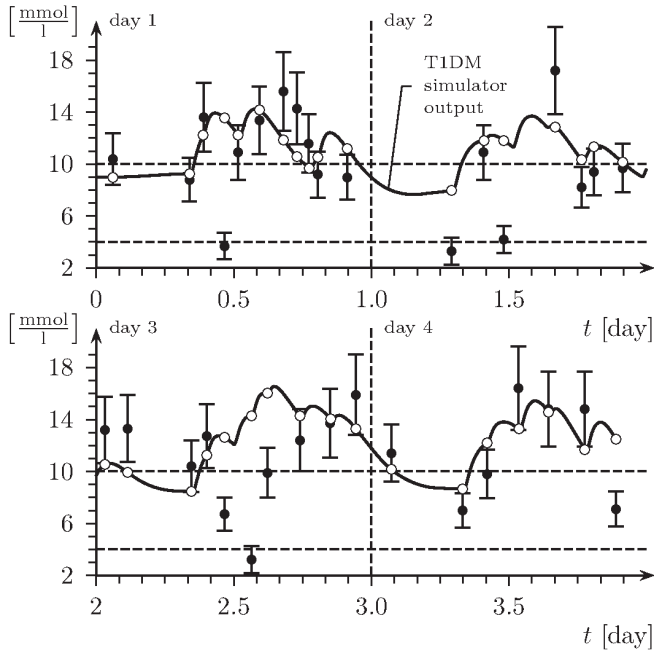 [mmol/l] day 1 day 2
18
T1DM
simulator
output
14
10
6
2
0 0.5 1.0 1.5
t [day]
[mmol/l] day 3 day 4
18
14
10
6
2
2 2.5 3.0 3.5
t [day]